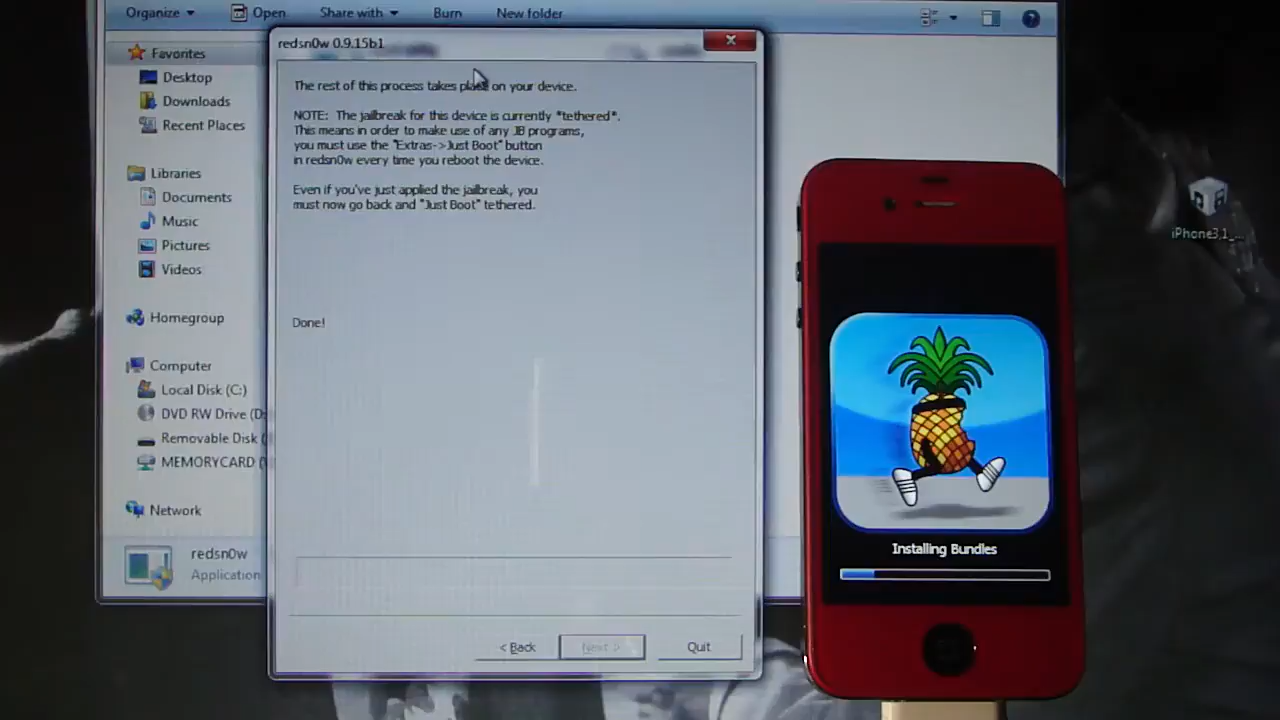 Organize
Open
Share with
Burn
New folder
redsn0w 0.9.15b1
Favorites
Desktop
Downloads
Recent Places
Libraries
Documents
Music
Pictures
Videos
Homegroup
Computer
Local Disk (C:)
DVD RW Drive (D:
Removable Disk (
MEMORYCARD (
Network
redsn0w
Application
The rest of this process takes place on your device.
NOTE: The jailbreak for this device is currently *tethered*.
This means in order to make use of any JB programs,
you must use the "Extras->Just Boot" button
in redsn0w every time you reboot the device.
Even if you've just applied the jailbreak, you
must now go back and "Just Boot" tethered.
Done!
< Back
Next >
Quit
iPhone3,1_...
Installing Bundles